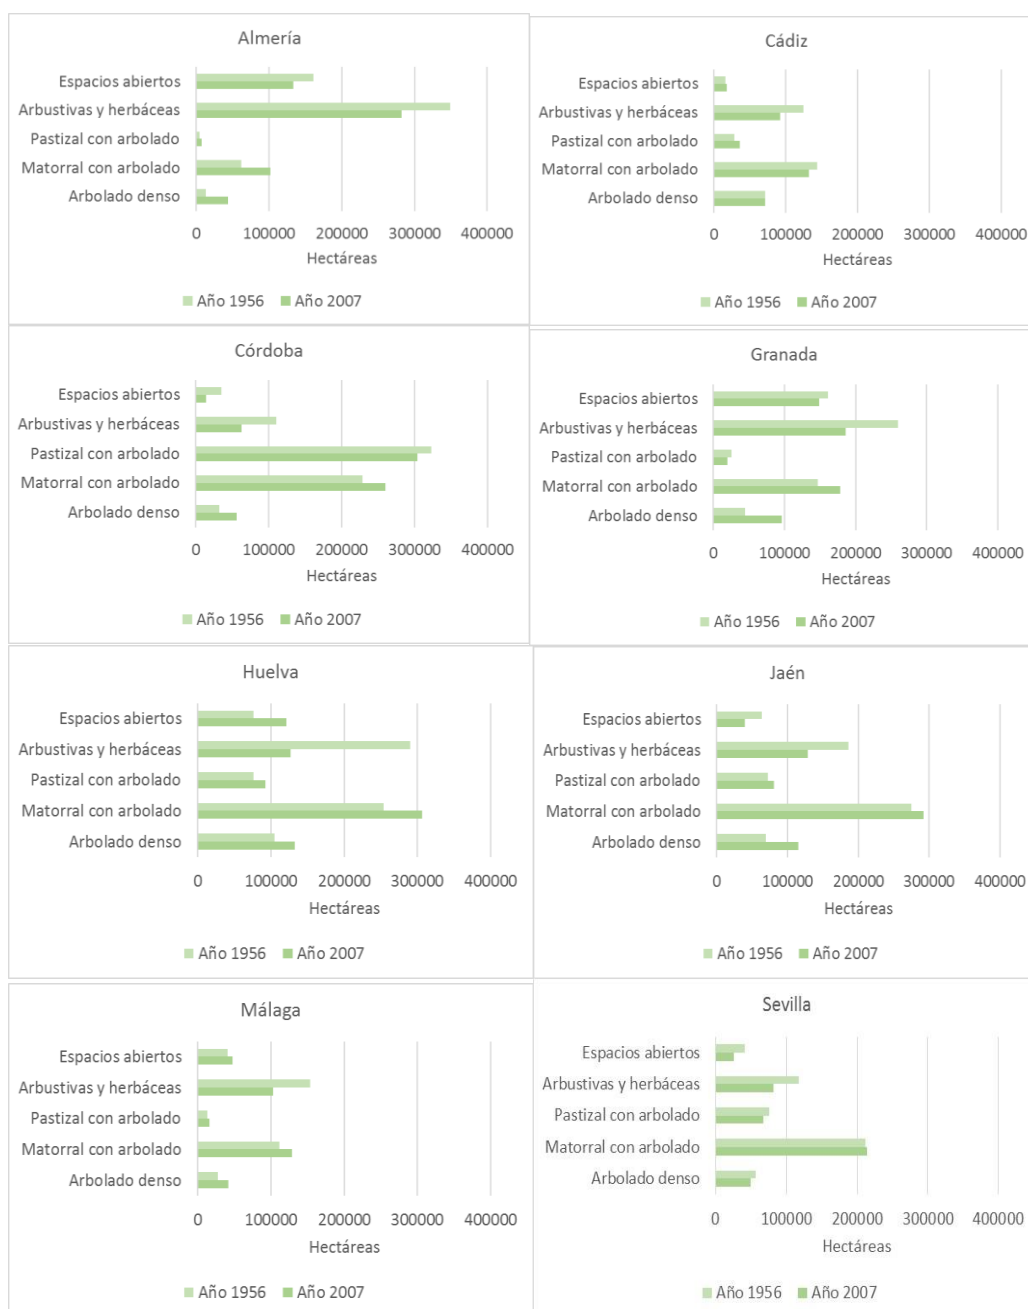 Almería
Espacios abiertos
Arbustivas y herbáceas
Pastizal con arbolado
Matorral con arbolado
Arbolado denso
0 100000 200000 300000 400000
Hectáreas
Año 1956 Año 2007
Cádiz
Espacios abiertos
Arbustivas y herbáceas
Pastizal con arbolado
Matorral con arbolado
Arbolado denso
0 100000 200000 300000 400000
Hectáreas
Año 1956 Año 2007
Córdoba
Espacios abiertos
Arbustivas y herbáceas
Pastizal con arbolado
Matorral con arbolado
Arbolado denso
0 100000 200000 300000 400000
Hectáreas
Año 1956 Año 2007
Granada
Espacios abiertos
Arbustivas y herbáceas
Pastizal con arbolado
Matorral con arbolado
Arbolado denso
0 100000 200000 300000 400000
Hectáreas
Año 1956 Año 2007
Huelva
Espacios abiertos
Arbustivas y herbáceas
Pastizal con arbolado
Matorral con arbolado
Arbolado denso
0 100000 200000 300000 400000
Hectáreas
Año 1956 Año 2007
Jaén
Espacios abiertos
Arbustivas y herbáceas
Pastizal con arbolado
Matorral con arbolado
Arbolado denso
0 100000 200000 300000 400000
Hectáreas
Año 1956 Año 2007
Málaga
Espacios abiertos
Arbustivas y herbáceas
Pastizal con arbolado
Matorral con arbolado
Arbolado denso
0 100000 200000 300000 400000
Hectáreas
Año 1956 Año 2007
Sevilla
Espacios abiertos
Arbustivas y herbáceas
Pastizal con arbolado
Matorral con arbolado
Arbolado denso
0 100000 200000 300000 400000
Hectáreas
Año 1956 Año 2007